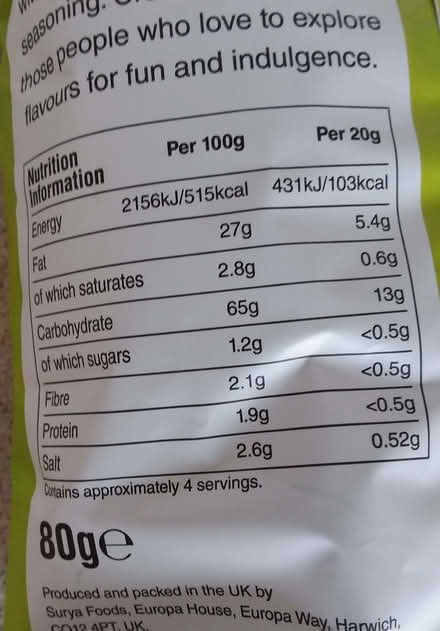 seasoning.
those people who love to explore
flavours for fun and indulgence.
Nutrition Information Per 100g Per 20g
Energy 2156kJ/515kcal 431kJ/103kcal
Fat 27g 5.4g
of which saturates 2.8g 0.6g
Carbohydrate 65g 13g
of which sugars 1.2g <0.5g
Fibre 2.1g <0.5g
Protein 1.9g <0.5g
Salt 2.6g 0.52g
Contains approximately 4 servings.
80g℮
Produced and packed in the UK by
Surya Foods, Europa House, Europa Way, Harwich,
CO12 4PT, UK.